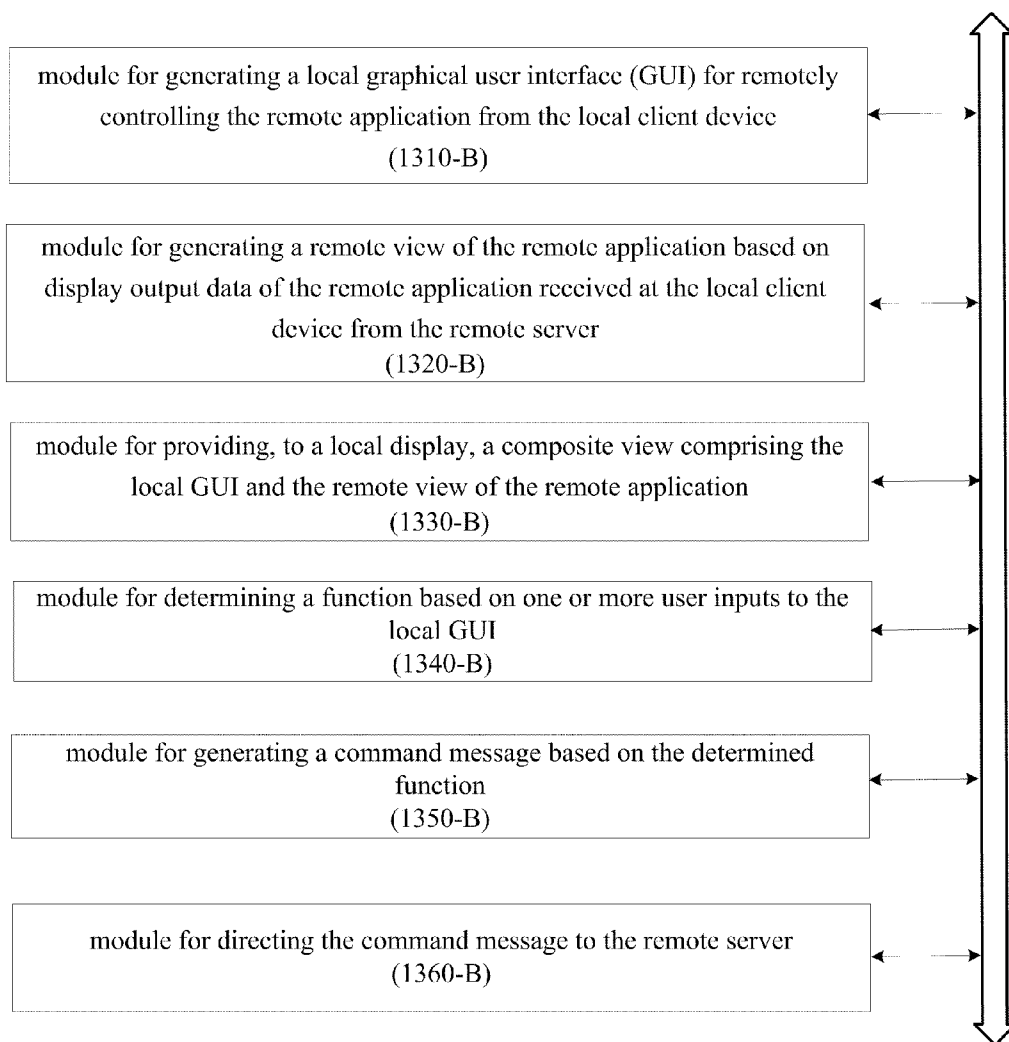 module for generating a local graphical user interface (GUI) for remotely
controlling the remote application from the local client device
(1310-B)
module for generating a remote view of the remote application based on
display output data of the remote application received at the local client
device from the remote server
(1320-B)
module for providing, to a local display, a composite view comprising the
local GUI and the remote view of the remote application
(1330-B)
module for determining a function based on one or more user inputs to the
local GUI
(1340-B)
module for generating a command message based on the determined
function
(1350-B)
module for directing the command message to the remote server
(1360-B)